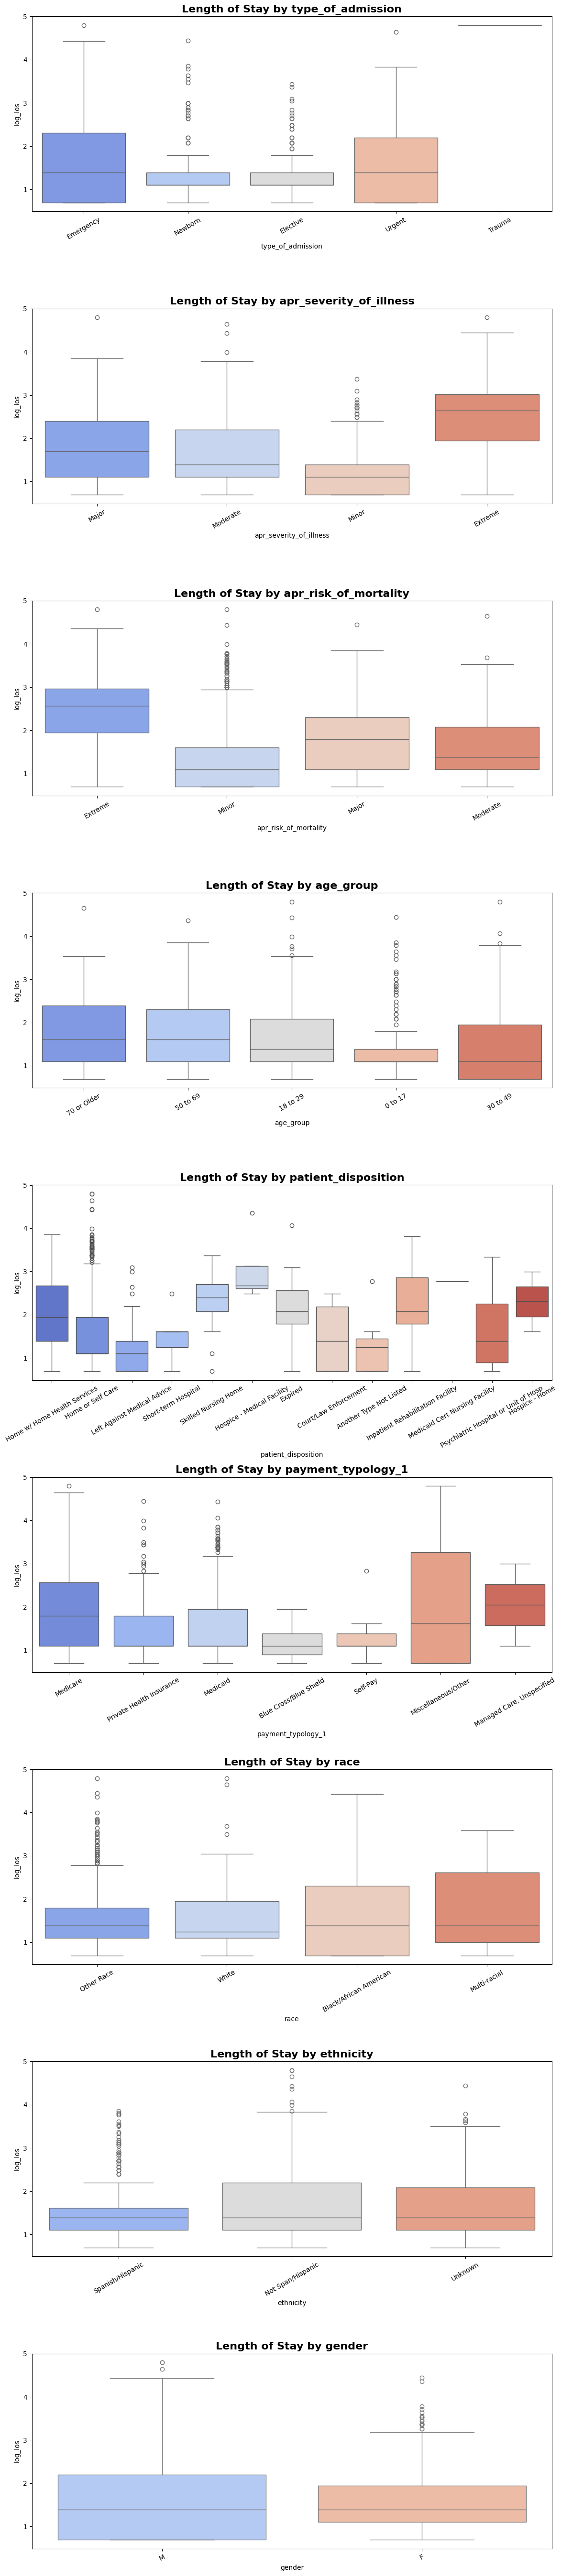 Length of Stay by type_of_admission
5
4
3
2
1
log_los
Emergency
Newborn
Elective
Urgent
Trauma
type_of_admission
Length of Stay by apr_severity_of_illness
5
4
3
2
1
log_los
Major
Moderate
Minor
Extreme
apr_severity_of_illness
Length of Stay by apr_risk_of_mortality
5
4
3
2
1
log_los
Extreme
Minor
Major
Moderate
apr_risk_of_mortality
Length of Stay by age_group
5
4
3
2
1
log_los
70 or Older
50 to 69
18 to 29
0 to 17
30 to 49
age_group
Length of Stay by patient_disposition
5
4
3
2
1
log_los
Home w/ Home Health Services
Home or Self Care
Left Against Medical Advice
Short-term Hospital
Skilled Nursing Home
Hospice - Medical Facility
Expired
Court/Law Enforcement
Another Type Not Listed
Inpatient Rehabilitation Facility
Medicaid Cert Nursing Facility
Psychiatric Hospital or Unit of Hosp
Hospice - Home
patient_disposition
Length of Stay by payment_typology_1
5
4
3
2
1
log_los
Medicare
Private Health Insurance
Medicaid
Blue Cross/Blue Shield
Self-Pay
Miscellaneous/Other
Managed Care, Unspecified
payment_typology_1
Length of Stay by race
5
4
3
2
1
log_los
Other Race
White
Black/African American
Multi-racial
race
Length of Stay by ethnicity
5
4
3
2
1
log_los
Spanish/Hispanic
Not Span/Hispanic
Unknown
ethnicity
Length of Stay by gender
5
4
3
2
1
log_los
M
F
gender